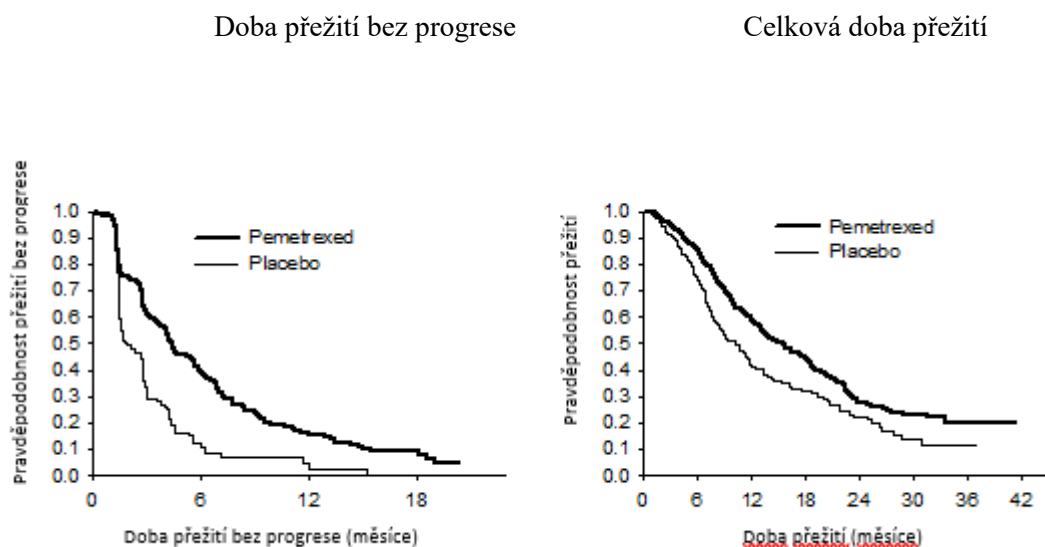 Doba přežití bez progrese
Celková doba přežití
Pravděpodobnost přežití bez progrese
1.0
0.9
0.8
0.7
0.6
0.5
0.4
0.3
0.2
0.1
0.0
Pemetrexed
Placebo
0 6 12 18
Doba přežití bez progrese (měsíce)
Pravděpodobnost přežití
1.0
0.9
0.8
0.7
0.6
0.5
0.4
0.3
0.2
0.1
0.0
Pemetrexed
Placebo
0 6 12 18 24 30 36 42
Doba přežití (měsíce)